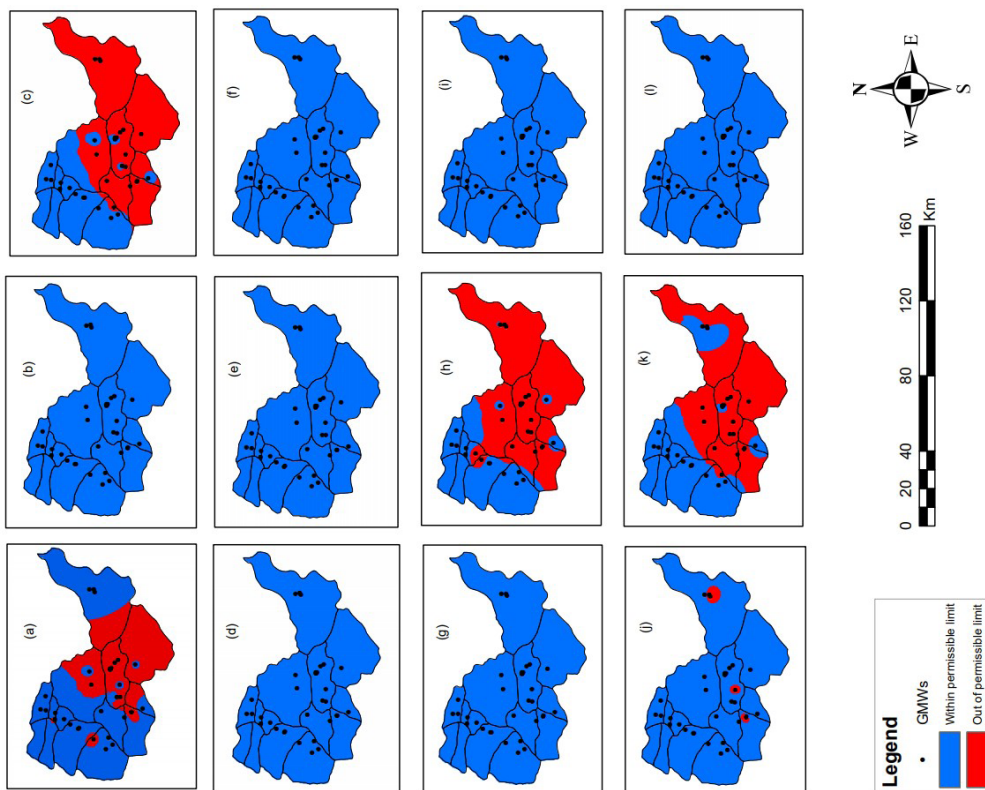 (a)
(b)
(c)
(d)
(e)
(f)
(g)
(h)
(i)
(j)
(k)
(l)
N
W E
S
0 20 40 80 120 160
Km
Legend
GMWs
Within permissible limit
Out of permissible limit